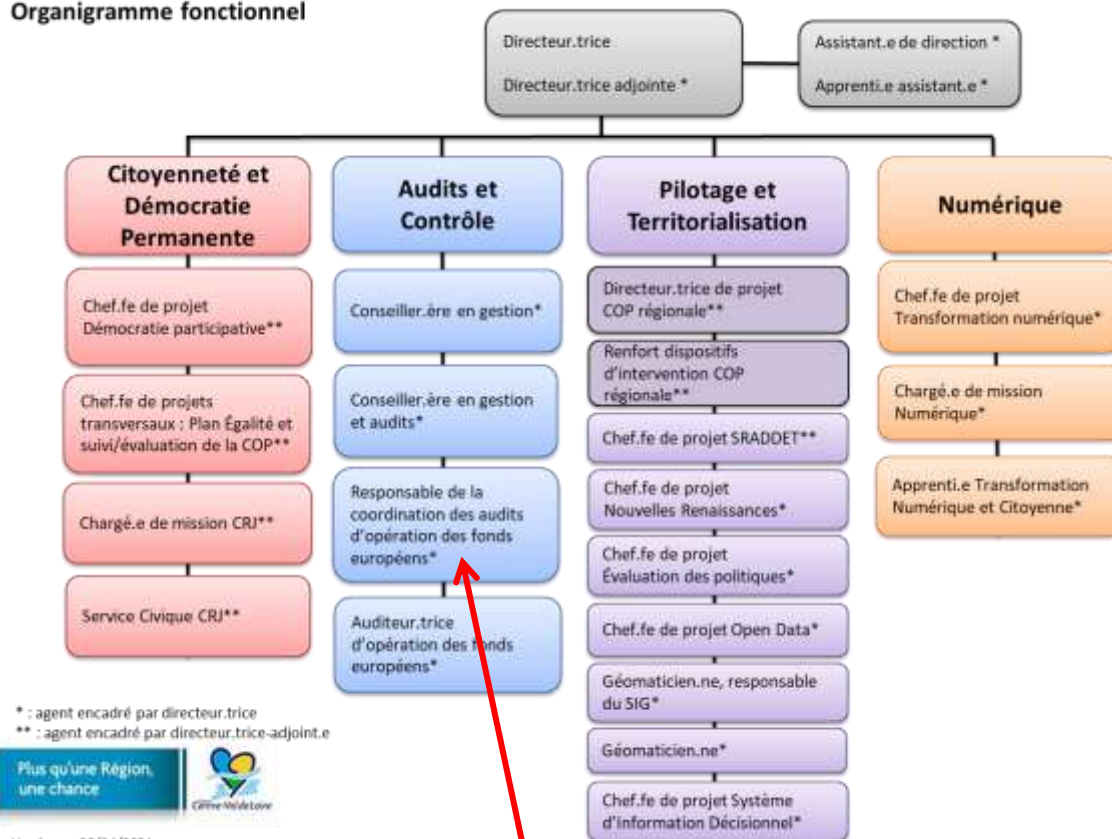 Organigramme fonctionnel
Directeur.trice
Directeur.trice adjointe *
Assistant.e de direction *
Apprenti.e assistant.e *
Citoyenneté et
Démocratie
Permanente
Chef.fe de projet
Démocratie participative**
Chef.fe de projets
transversaux : Plan Égalité et
suivi/évaluation de la COP**
Chargé.e de mission CRJ**
Service Civique CRJ**
Audits et
Contrôle
Conseiller.ère en gestion*
Conseiller.ère en gestion
et audits*
Responsable de la
coordination des audits
d'opération des fonds
européens*
Auditeur.trice
d'opération des fonds
européens*
Pilotage et
Territorialisation
Directeur.trice de projet
COP régionale**
Renfort dispositifs
d'intervention COP
régionale**
Chef.fe de projet SRADDET**
Chef.fe de projet
Nouvelles Renaissances*
Chef.fe de projet
Évaluation des politiques*
Chef.fe de projet Open Data*
Géomaticien.ne, responsable
du SIG*
Géomaticien.ne*
Chef.fe de projet Système
d'Information Décisionnel*
Numérique
Chef.fe de projet
Transformation numérique*
Chargé.e de mission
Numérique*
Apprenti.e Transformation
Numérique et Citoyenne*
* : agent encadré par directeur.trice
** : agent encadré par directeur.trice-adjoint.e
Plus qu'une Région,
une chance
Centre-Val de Loire